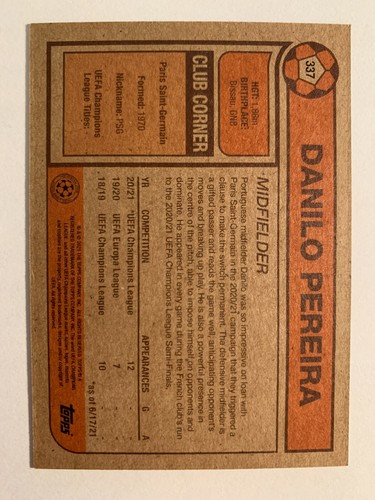 337
DANILO PEREIRA
HGT: 1.88m
BIRTHPLACE:
Bissau, GNB
CLUB CORNER
Paris Saint-Germain
Formed: 1970
Nickname: PSG
UEFA Champions
League Titles:
MIDFIELDER
Portuguese midfielder Danilo was so impressive on loan with
Paris Saint-Germain in the 2020/21 campaign that they triggered a
clause to make the switch permanent. The defensive midfielder is
a gifted passer and reads the game well, anticipating opponent's
moves and breaking up play. He is also a powerful presence in
the centre of the pitch, able to impose himself on opponents and
dominate. He appeared in every game during the French club's run
to the 2020/21 UEFA Champions League Semi-Finals.
YR COMPETITION APPEARANCES G A
20/21 *UEFA Champions League 12
19/20 UEFA Europa League 7
18/19 UEFA Champions League 10
*as of 6/17/21
topps